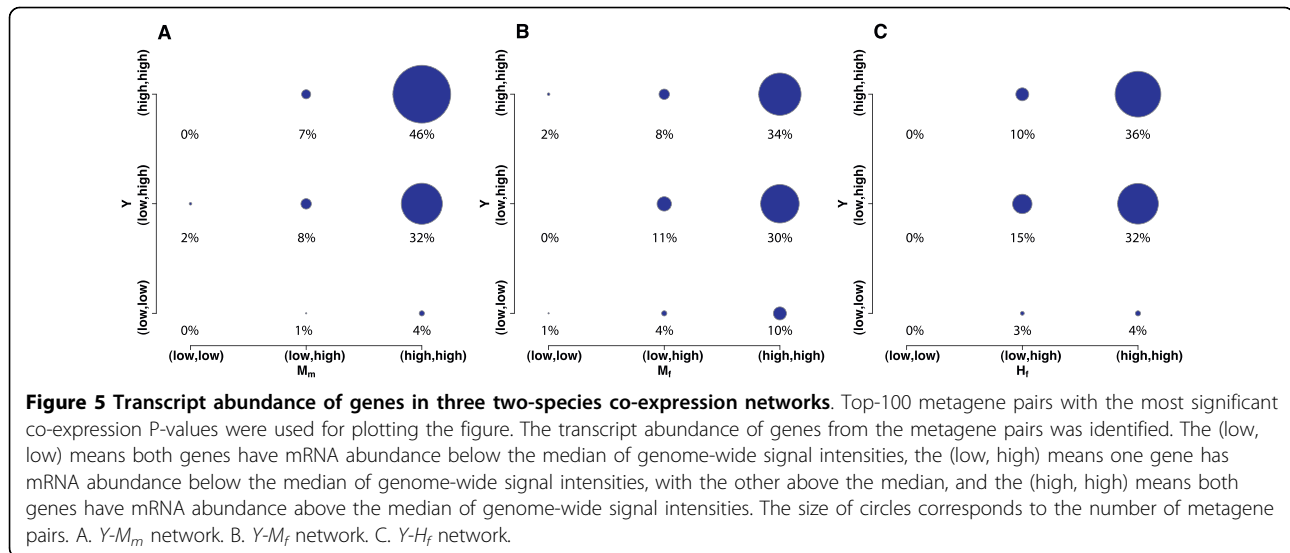 A
B
C
(high,high)
0%
7%
46%
Y
(low,high)
2%
8%
32%
(low,low)
0%
1%
4%
(low,low)
(low,high)
(high,high)
Mm
(high,high)
2%
8%
34%
Y
(low,high)
0%
11%
30%
(low,low)
1%
4%
10%
(low,low)
(low,high)
(high,high)
Mf
(high,high)
0%
10%
36%
Y
(low,high)
0%
15%
32%
(low,low)
0%
3%
4%
(low,low)
(low,high)
(high,high)
Hf
Figure 5 Transcript abundance of genes in three two-species co-expression networks. Top-100 metagene pairs with the most significant
co-expression P-values were used for plotting the figure. The transcript abundance of genes from the metagene pairs was identified. The (low,
low) means both genes have mRNA abundance below the median of genome-wide signal intensities, the (low, high) means one gene has
mRNA abundance below the median of genome-wide signal intensities, with the other above the median, and the (high, high) means both
genes have mRNA abundance above the median of genome-wide signal intensities. The size of circles corresponds to the number of metagene
pairs. A. Y-Mm network. B. Y-Mf network. C. Y-Hf network.